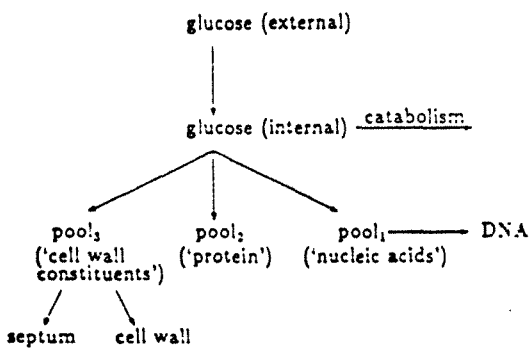 glucose (external)
glucose (internal) catabolism
pool₃ pool₂ pool₁ DNA
('cell wall ('protein') ('nucleic acids')
constituents')
septum cell wall